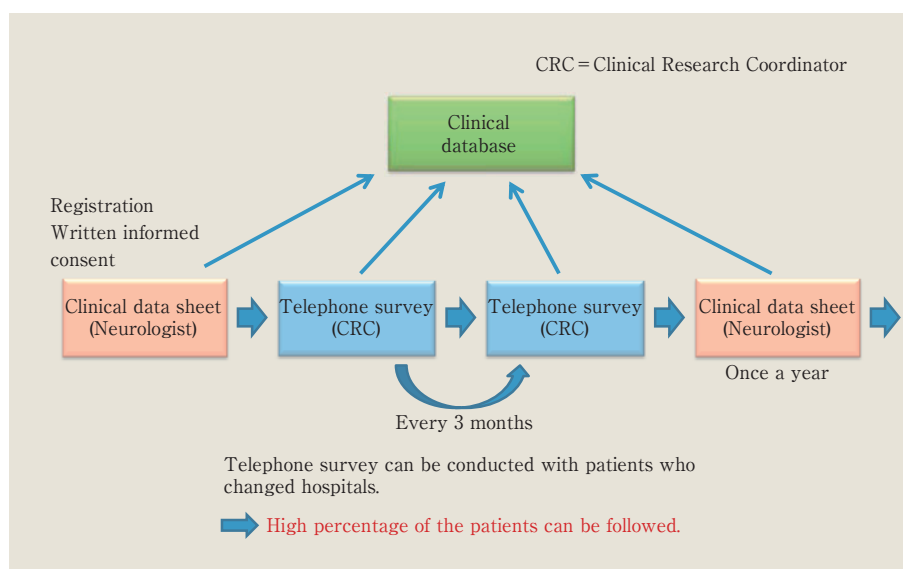 CRC＝Clinical Research Coordinator
Clinical
database
Registration
Written informed
consent
Clinical data sheet
(Neurologist)
Telephone survey
(CRC)
Telephone survey
(CRC)
Clinical data sheet
(Neurologist)
Once a year
Every 3 months
Telephone survey can be conducted with patients who
changed hospitals.
High percentage of the patients can be followed.